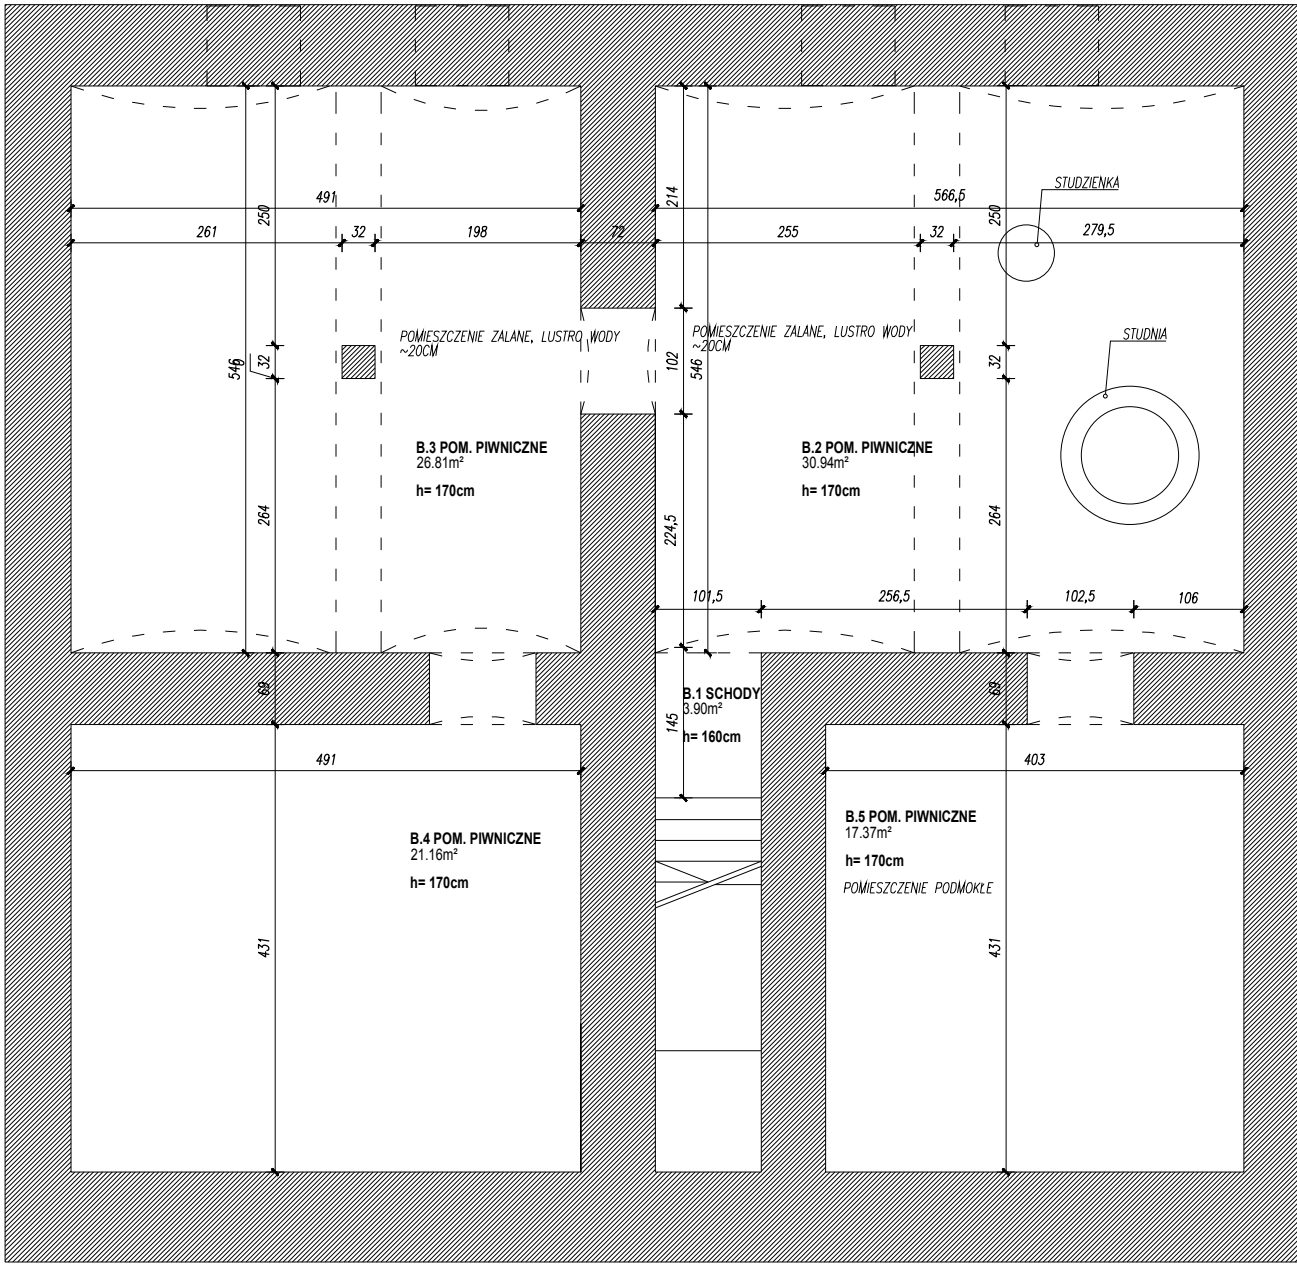 491
566,5
STUDZIENKA
250
214
250
261
32
198
72
255
32
279,5
POMIESZCZENIE ZALANE, LUSTRO WODY
~20CM
POMIESZCZENIE ZALANE, LUSTRO WODY
~20CM
STUDNIA
546
32
102
546
32
B.3 POM. PIWNICZNE
26.81m²
h= 170cm
B.2 POM. PIWNICZNE
30.94m²
h= 170cm
264
224,5
264
101,5
256,5
102,5
106
69
B.1 SCHODY
3.90m²
h= 160cm
145
69
491
403
B.4 POM. PIWNICZNE
21.16m²
h= 170cm
B.5 POM. PIWNICZNE
17.37m²
h= 170cm
POMIESZCZENIE PODMOKŁE
431
431